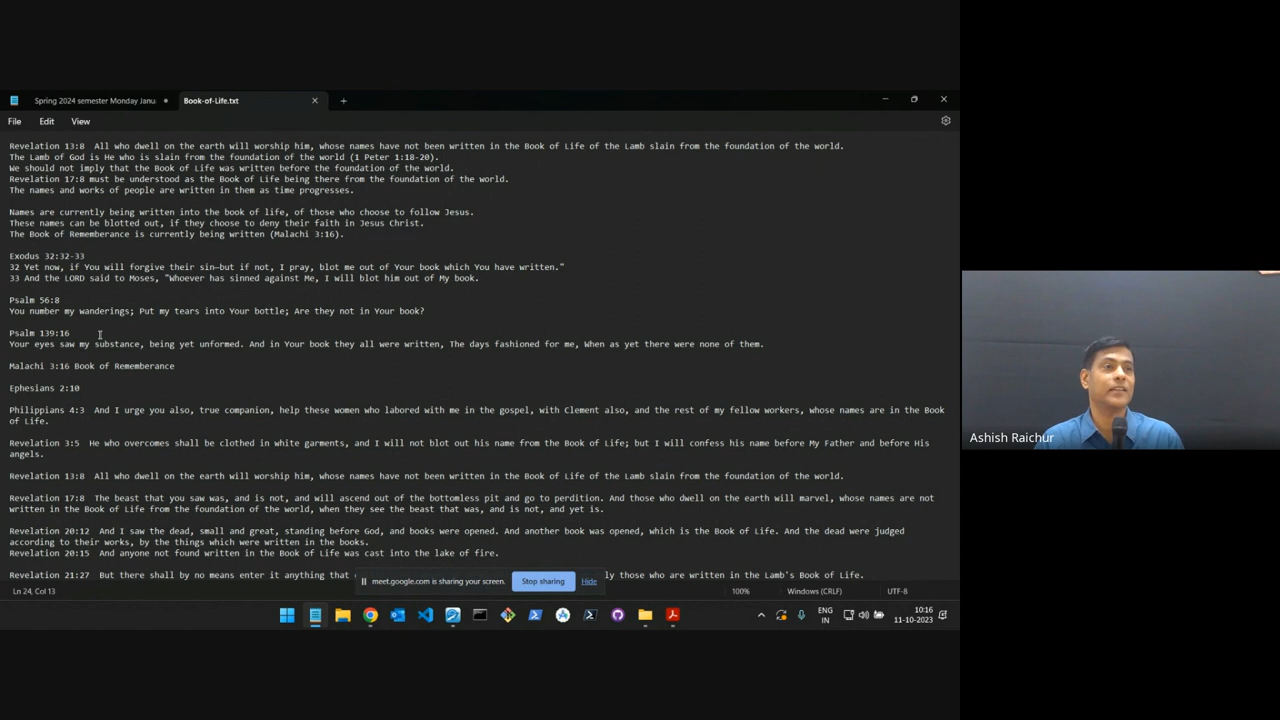 Spring 2024 semester Monday Janu
Book-of-Life.txt
File Edit View
Revelation 13:8 All who dwell on the earth will worship him, whose names have not been written in the Book of Life of the Lamb slain from the foundation of the world.
The Lamb of God is He who is slain from the foundation of the world (1 Peter 1:18-20).
We should not imply that the Book of Life was written before the foundation of the world.
Revelation 17:8 must be understood as the Book of Life being there from the foundation of the world.
The names and works of people are written in them as time progresses.
Names are currently being written into the book of life, of those who choose to follow Jesus.
These names can be blotted out, if they choose to deny their faith in Jesus Christ.
The Book of Rememberance is currently being written (Malachi 3:16).
Exodus 32:32-33
32 Yet now, if You will forgive their sin—but if not, I pray, blot me out of Your book which You have written."
33 And the LORD said to Moses, "Whoever has sinned against Me, I will blot him out of My book.
Psalm 56:8
You number my wanderings; Put my tears into Your bottle; Are they not in Your book?
Psalm 139:16
Your eyes saw my substance, being yet unformed. And in Your book they all were written, The days fashioned for me, When as yet there were none of them.
Malachi 3:16 Book of Rememberance
Ephesians 2:10
Philippians 4:3 And I urge you also, true companion, help these women who labored with me in the gospel, with Clement also, and the rest of my fellow workers, whose names are in the Book
of Life.
Revelation 3:5 He who overcomes shall be clothed in white garments, and I will not blot out his name from the Book of Life; but I will confess his name before My Father and before His
angels.
Revelation 13:8 All who dwell on the earth will worship him, whose names have not been written in the Book of Life of the Lamb slain from the foundation of the world.
Revelation 17:8 The beast that you saw was, and is not, and will ascend out of the bottomless pit and go to perdition. And those who dwell on the earth will marvel, whose names are not
written in the Book of Life from the foundation of the world, when they see the beast that was, and is not, and yet is.
Revelation 20:12 And I saw the dead, small and great, standing before God, and books were opened. And another book was opened, which is the Book of Life. And the dead were judged
according to their works, by the things which were written in the books.
Revelation 20:15 And anyone not found written in the Book of Life was cast into the lake of fire.
Revelation 21:27 But there shall by no means enter it anything that
ly those who are written in the Lamb's Book of Life.
meet.google.com is sharing your screen. Stop sharing Hide
Ln 24, Col 13
100%
Windows (CRLF)
UTF-8
ENG
IN
10:16
11-10-2023
Ashish Raichur